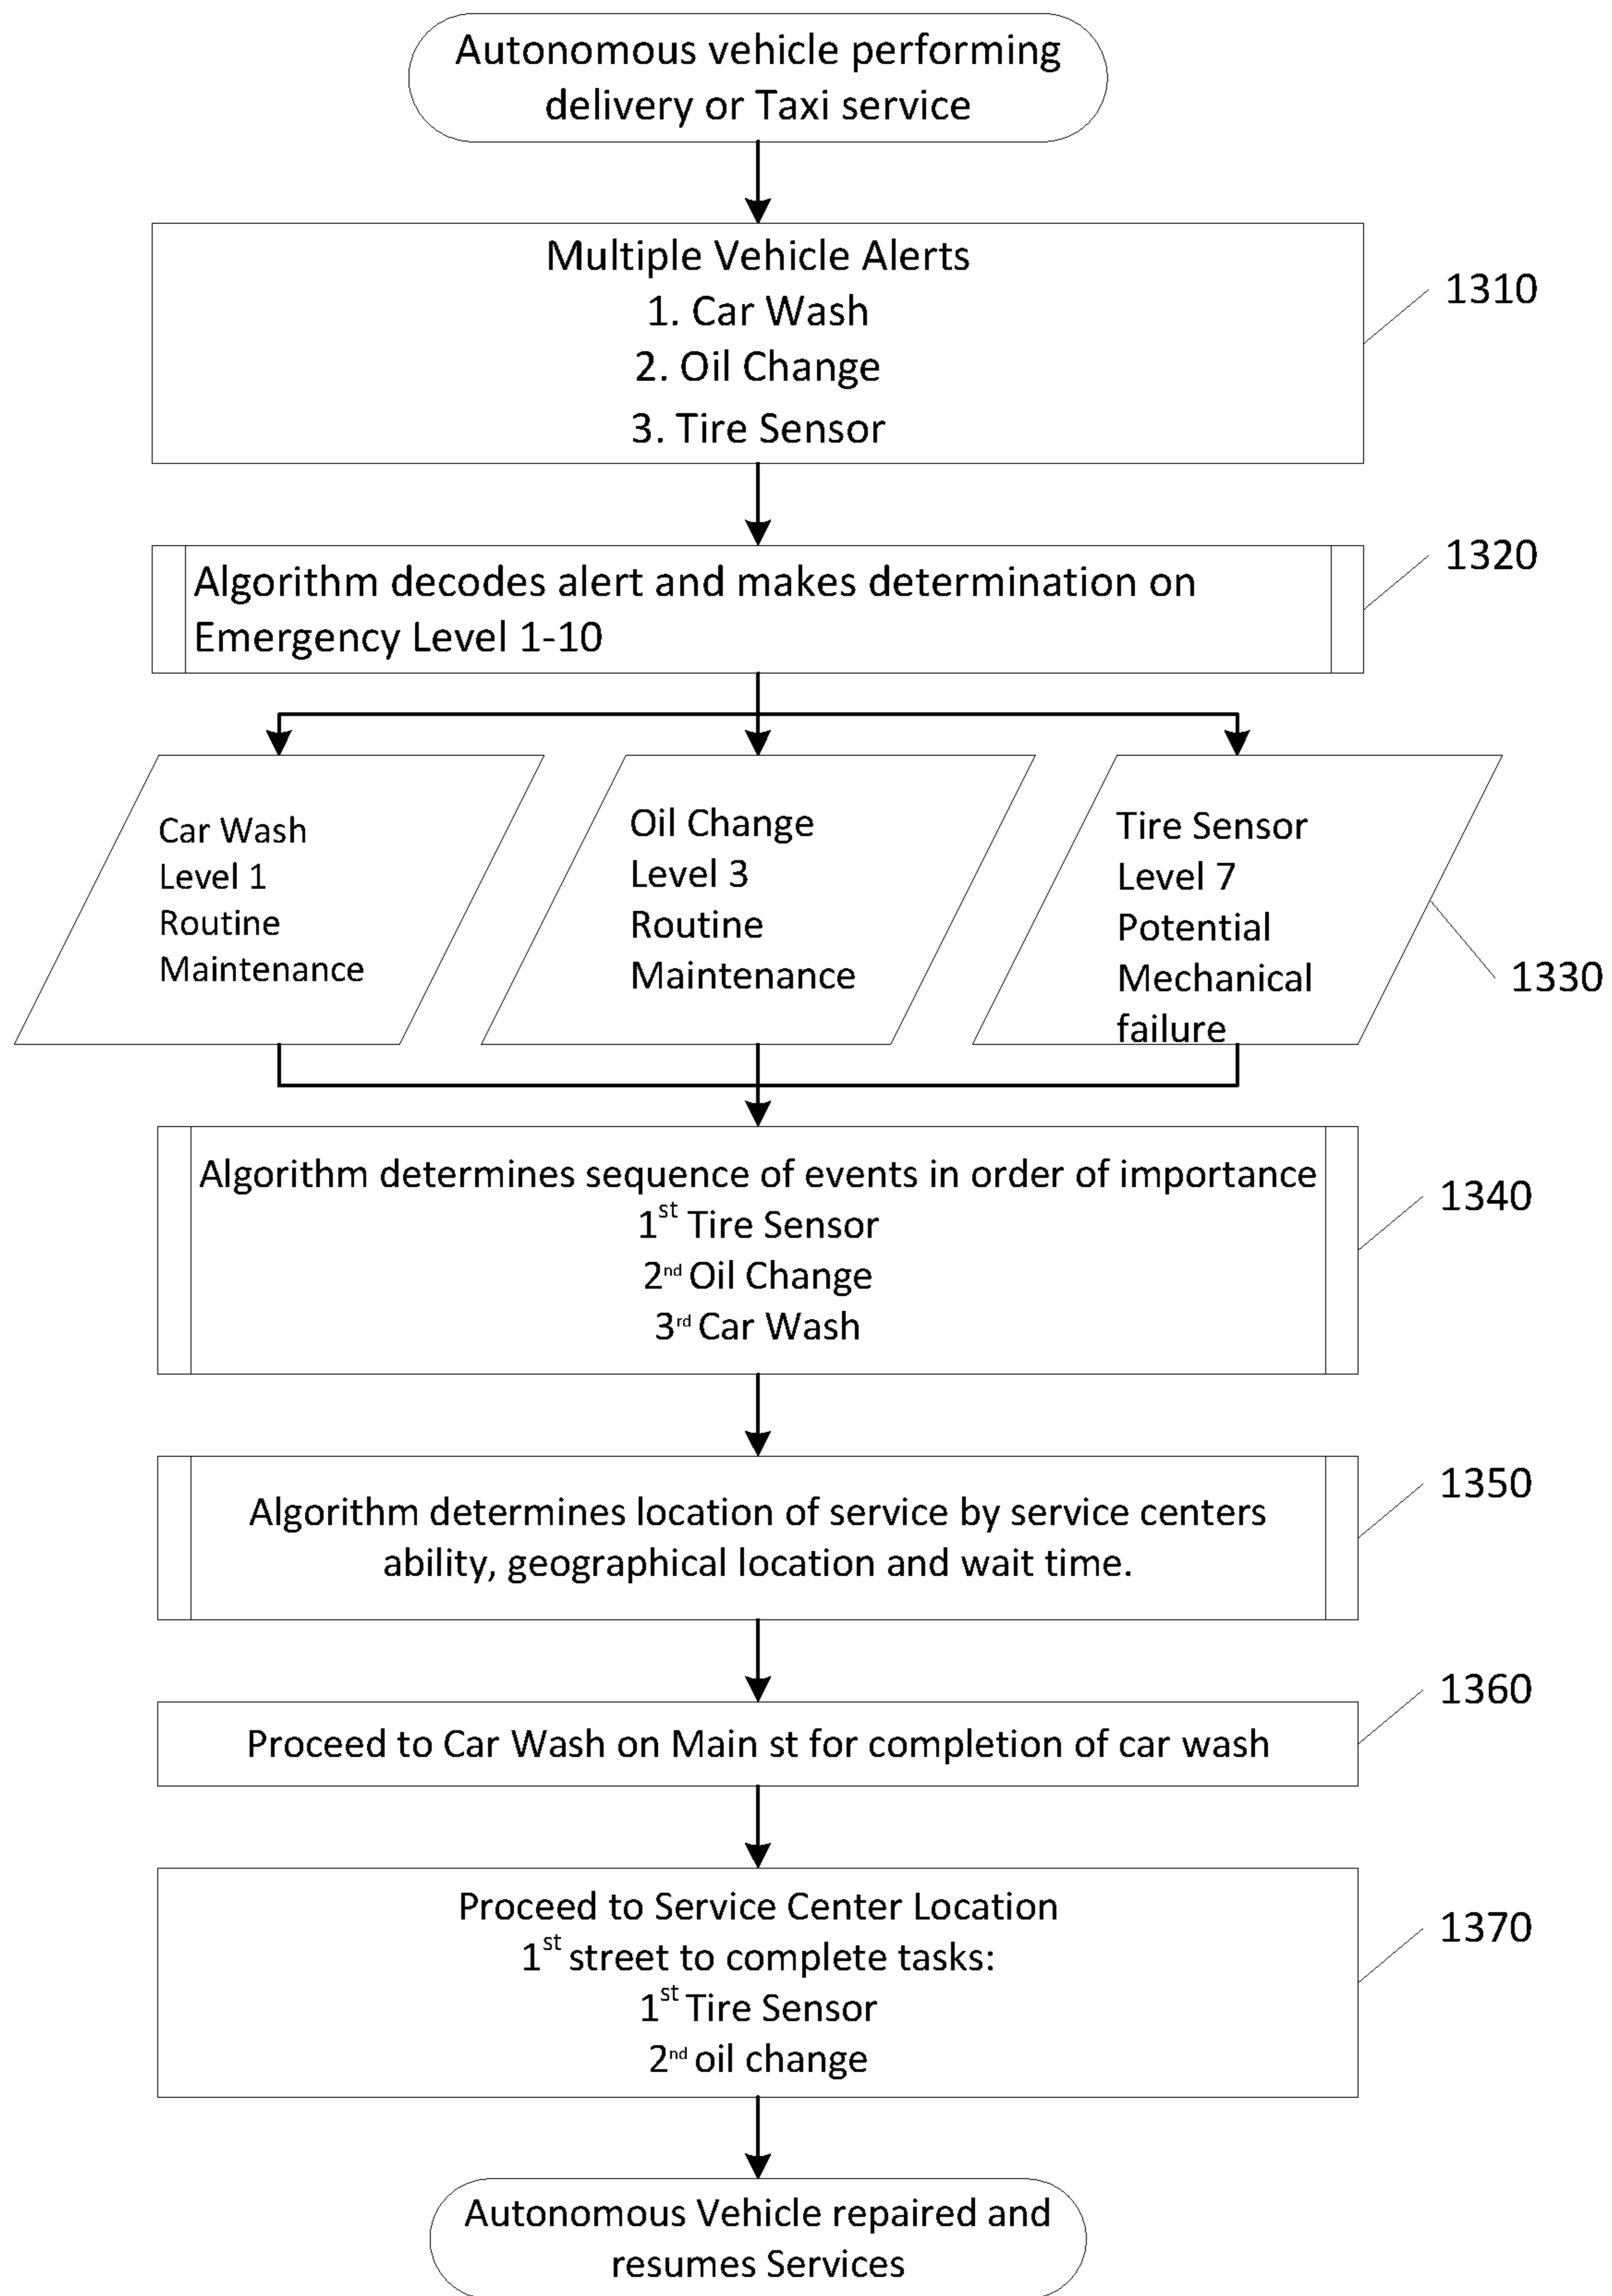 Autonomous vehicle performing
delivery or Taxi service
Multiple Vehicle Alerts
1. Car Wash
2. Oil Change
3. Tire Sensor
1310
Algorithm decodes alert and makes determination on
Emergency Level 1-10
1320
Car Wash
Level 1
Routine
Maintenance
Oil Change
Level 3
Routine
Maintenance
Tire Sensor
Level 7
Potential
Mechanical
failure
1330
Algorithm determines sequence of events in order of importance
1st Tire Sensor
2nd Oil Change
3rd Car Wash
1340
Algorithm determines location of service by service centers
ability, geographical location and wait time.
1350
Proceed to Car Wash on Main st for completion of car wash
1360
Proceed to Service Center Location
1st street to complete tasks:
1st Tire Sensor
2nd oil change
1370
Autonomous Vehicle repaired and
resumes Services